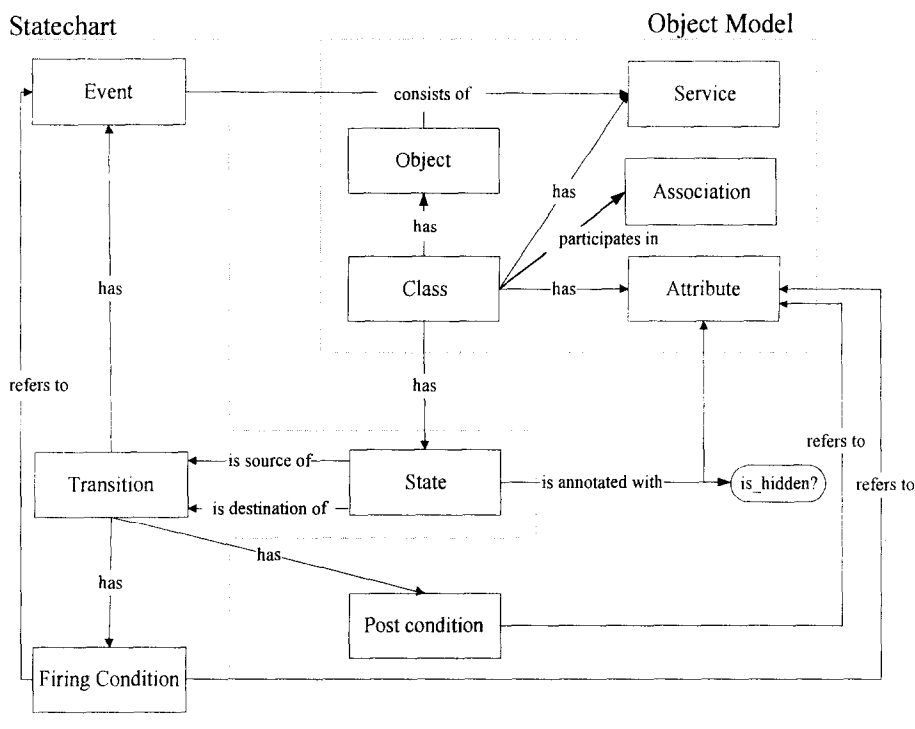 Statechart
Object Model
Event
consists of
Service
Object
has
Association
has
participates in
Class
has
Attribute
has
has
refers to
refers to
is source of
Transition
State
is annotated with
is_hidden?
refers to
is destination of
has
has
Post condition
Firing Condition